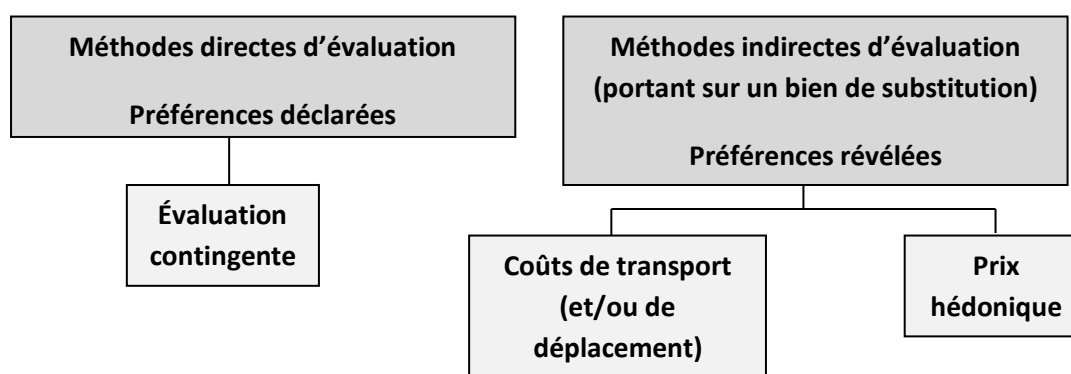 Méthodes directes d’évaluation
Préférences déclarées
Méthodes indirectes d’évaluation
(portant sur un bien de substitution)
Préférences révélées
Évaluation
contingente
Coûts de transport
(et/ou de
déplacement)
Prix
hédonique